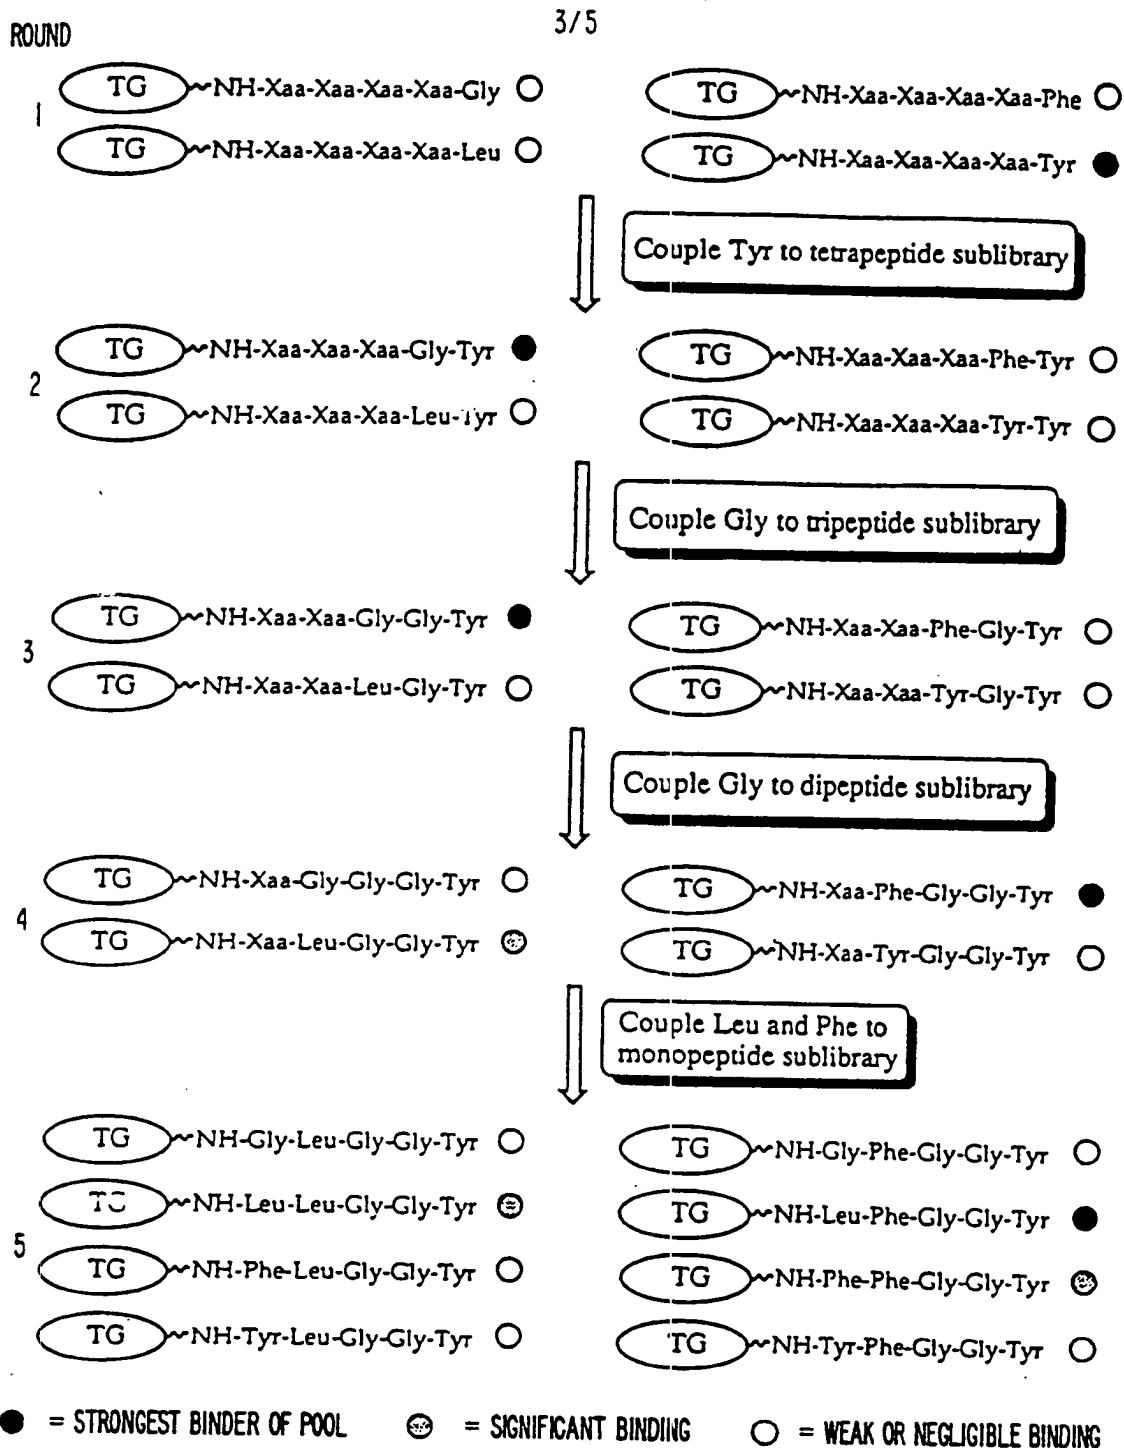 3/5
ROUND
1
TG ~NH-Xaa-Xaa-Xaa-Xaa-Gly
TG ~NH-Xaa-Xaa-Xaa-Xaa-Phe
TG ~NH-Xaa-Xaa-Xaa-Xaa-Leu
TG ~NH-Xaa-Xaa-Xaa-Xaa-Tyr
Couple Tyr to tetrapeptide sublibrary
2
TG ~NH-Xaa-Xaa-Xaa-Gly-Tyr
TG ~NH-Xaa-Xaa-Xaa-Phe-Tyr
TG ~NH-Xaa-Xaa-Xaa-Leu-Tyr
TG ~NH-Xaa-Xaa-Xaa-Tyr-Tyr
Couple Gly to tripeptide sublibrary
3
TG ~NH-Xaa-Xaa-Gly-Gly-Tyr
TG ~NH-Xaa-Xaa-Phe-Gly-Tyr
TG ~NH-Xaa-Xaa-Leu-Gly-Tyr
TG ~NH-Xaa-Xaa-Tyr-Gly-Tyr
Couple Gly to dipeptide sublibrary
4
TG ~NH-Xaa-Gly-Gly-Gly-Tyr
TG ~NH-Xaa-Phe-Gly-Gly-Tyr
TG ~NH-Xaa-Leu-Gly-Gly-Tyr
TG ~NH-Xaa-Tyr-Gly-Gly-Tyr
Couple Leu and Phe to
monopeptide sublibrary
5
TG ~NH-Gly-Leu-Gly-Gly-Tyr
TG ~NH-Gly-Phe-Gly-Gly-Tyr
TG ~NH-Leu-Leu-Gly-Gly-Tyr
TG ~NH-Leu-Phe-Gly-Gly-Tyr
TG ~NH-Phe-Leu-Gly-Gly-Tyr
TG ~NH-Phe-Phe-Gly-Gly-Tyr
TG ~NH-Tyr-Leu-Gly-Gly-Tyr
TG ~NH-Tyr-Phe-Gly-Gly-Tyr
= STRONGEST BINDER OF POOL = SIGNIFICANT BINDING = WEAK OR NEGLIGIBLE BINDING